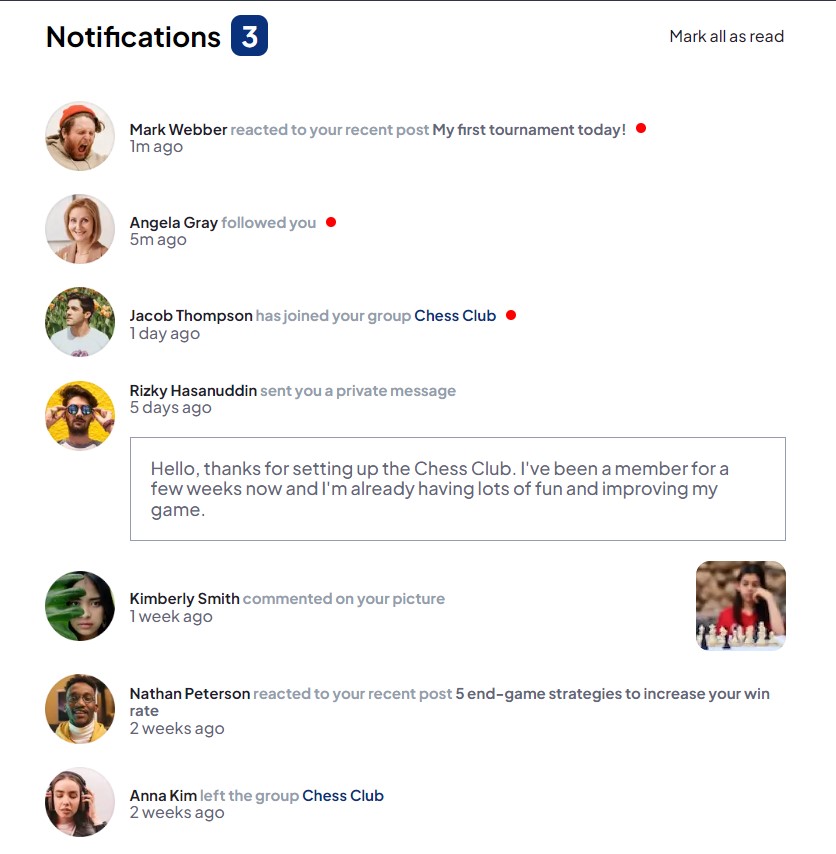 Notifications 3
Mark all as read
Mark Webber reacted to your recent post My first tournament today!
1m ago
Angela Gray followed you
5m ago
Jacob Thompson has joined your group Chess Club
1 day ago
Rizky Hasanuddin sent you a private message
5 days ago
Hello, thanks for setting up the Chess Club. I've been a member for a
few weeks now and I'm already having lots of fun and improving my
game.
Kimberly Smith commented on your picture
1 week ago
Nathan Peterson reacted to your recent post 5 end-game strategies to increase your win
rate
2 weeks ago
Anna Kim left the group Chess Club
2 weeks ago